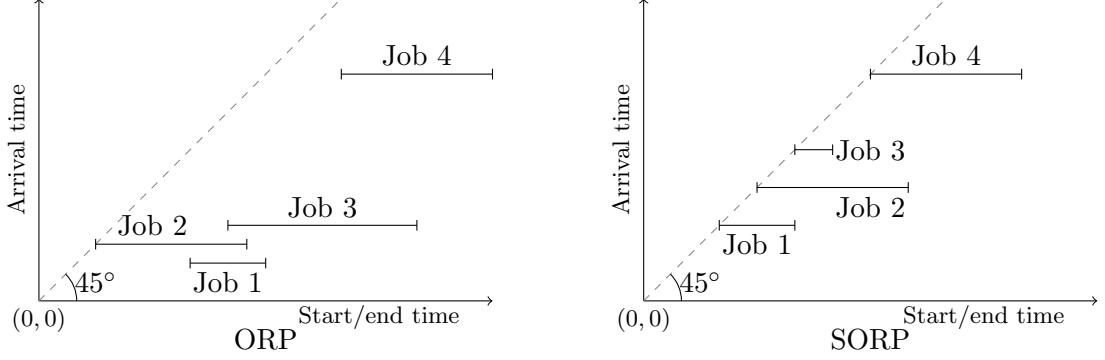 Arrival time
Job 4
Job 3
Job 2
Job 1
45°
(0, 0)
Start/end time
ORP
Arrival time
Job 4
Job 3
Job 2
Job 1
45°
(0, 0)
Start/end time
SORP